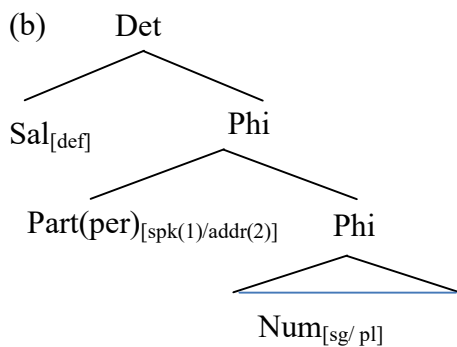 (b) Det
Sal[def] Phi
Part(per)[spk(1)/addr(2)] Phi
Num[sg/ pl]